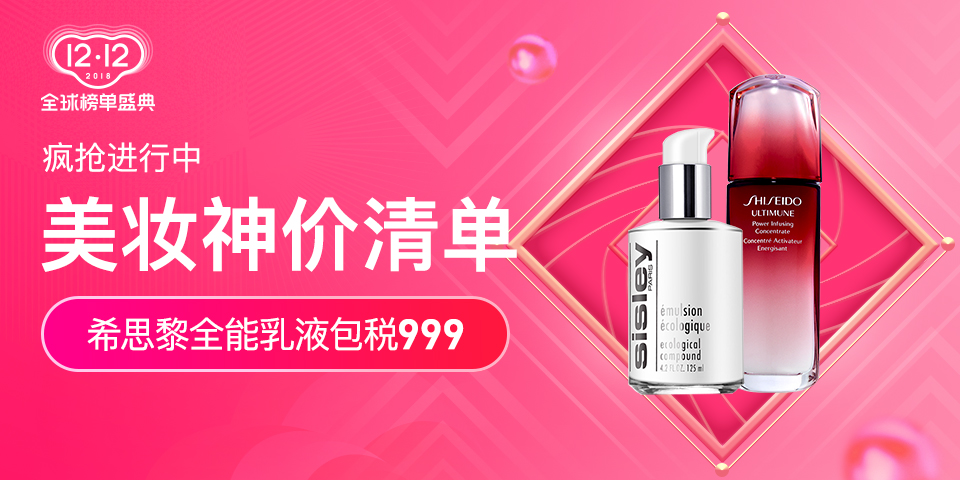 12·12
2018
全球榜单盛典
疯抢进行中
美妆神价清单
希思黎全能乳液包税999
SHISEIDO
ULTIMUNE
Power Infusing
Concentrate
Concentré Activateur
Energisant
sisley
PARIS
émulsion
écologique
ecological
compound
4.2 FL.OZ. 125 ml